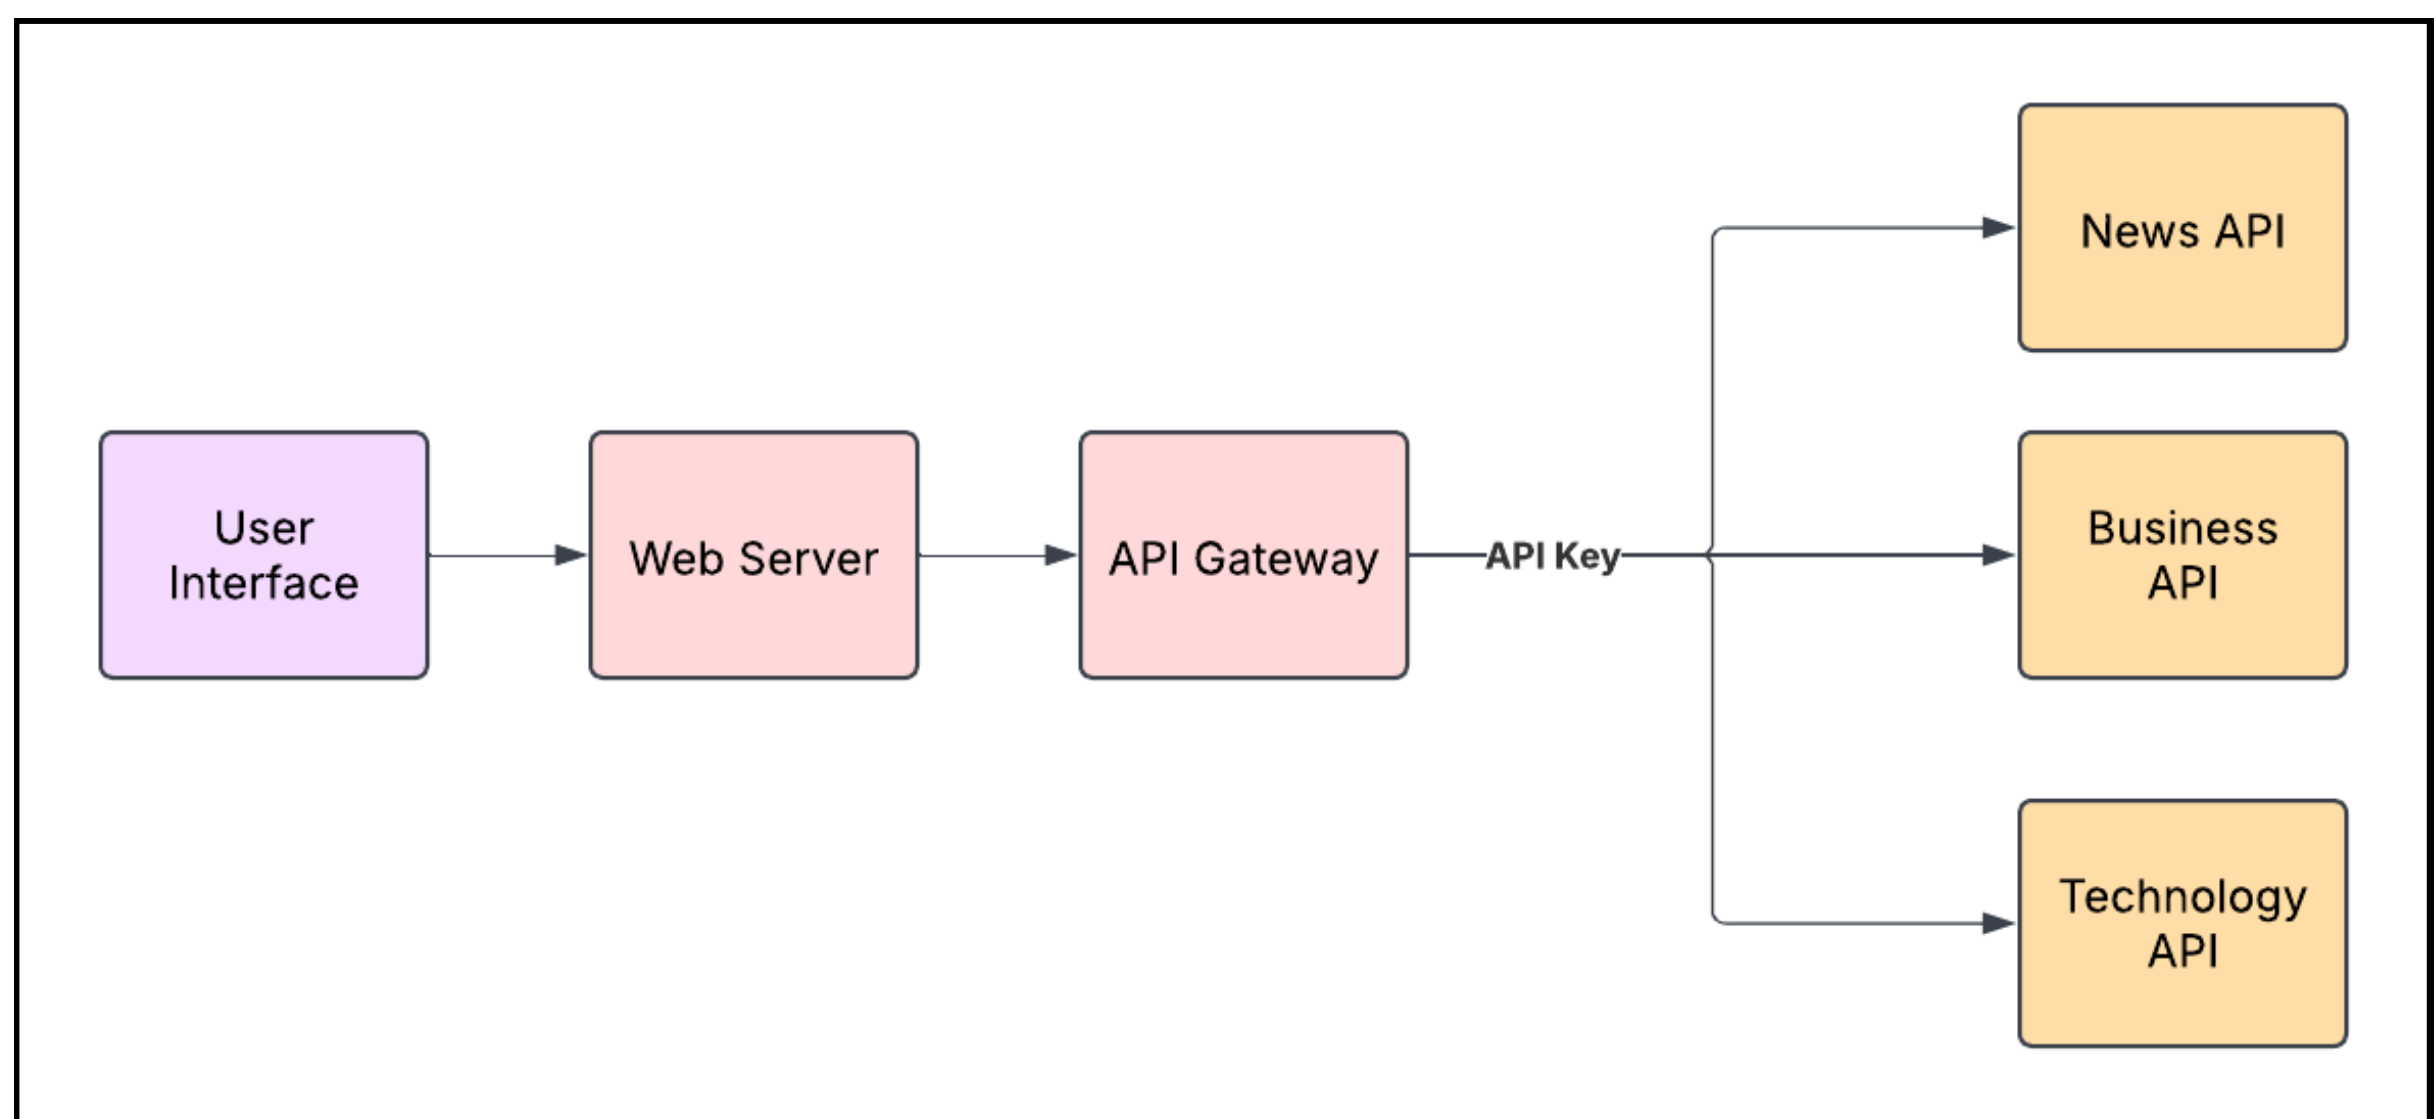 User
Interface
Web Server
API Gateway
API Key
News API
Business
API
Technology
API